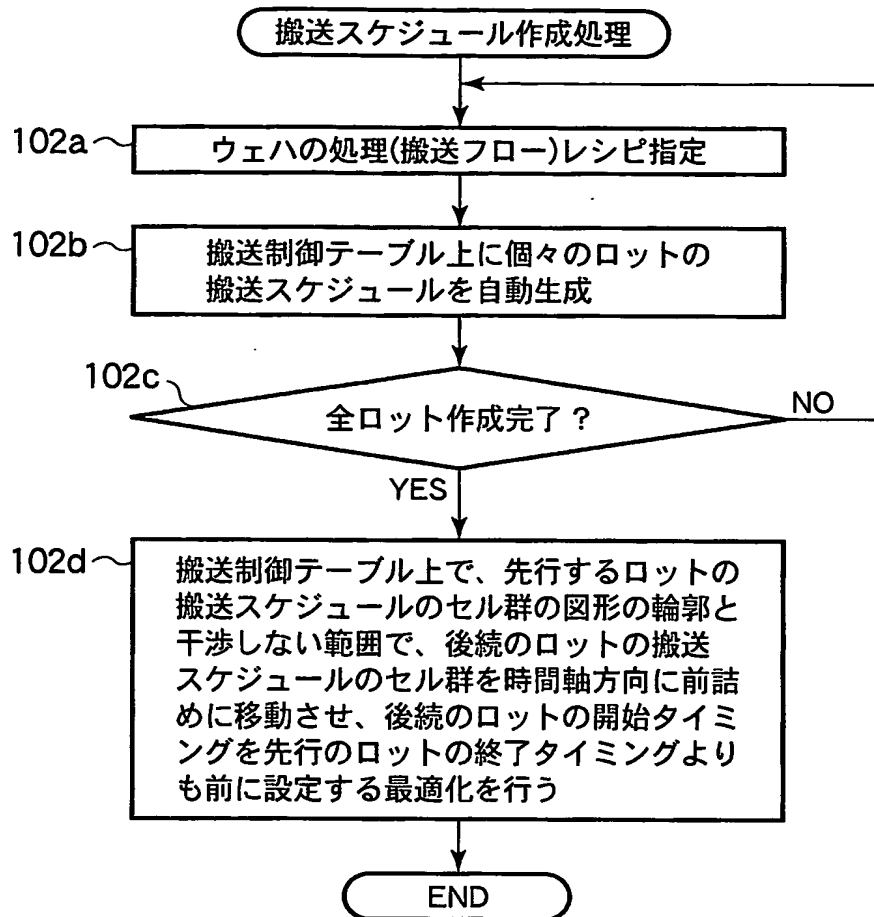 搬送スケジュール作成処理
102a
ウェハの処理(搬送フロー)レシピ指定
102b
搬送制御テーブル上に個々のロットの
搬送スケジュールを自動生成
102c
全ロット作成完了？
NO
YES
102d
搬送制御テーブル上で、先行するロットの
搬送スケジュールのセル群の図形の輪郭と
干渉しない範囲で、後続のロットの搬送
スケジュールのセル群を時間軸方向に前詰
めに移動させ、後続のロットの開始タイミ
ングを先行のロットの終了タイミングより
も前に設定する最適化を行う
END